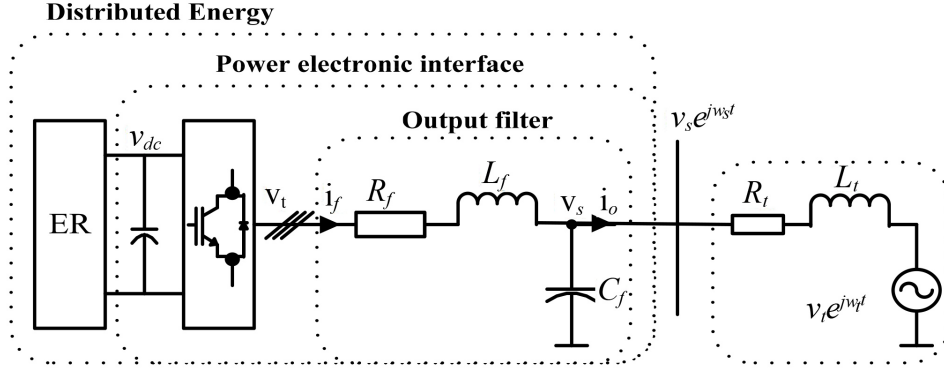 Distributed Energy
Power electronic interface
Output filter
v_s e^{jw_s t}
v_dc
ER
v_t
i_f
R_f
L_f
v_s
i_o
C_f
R_t
L_t
v_t e^{jw_t t}